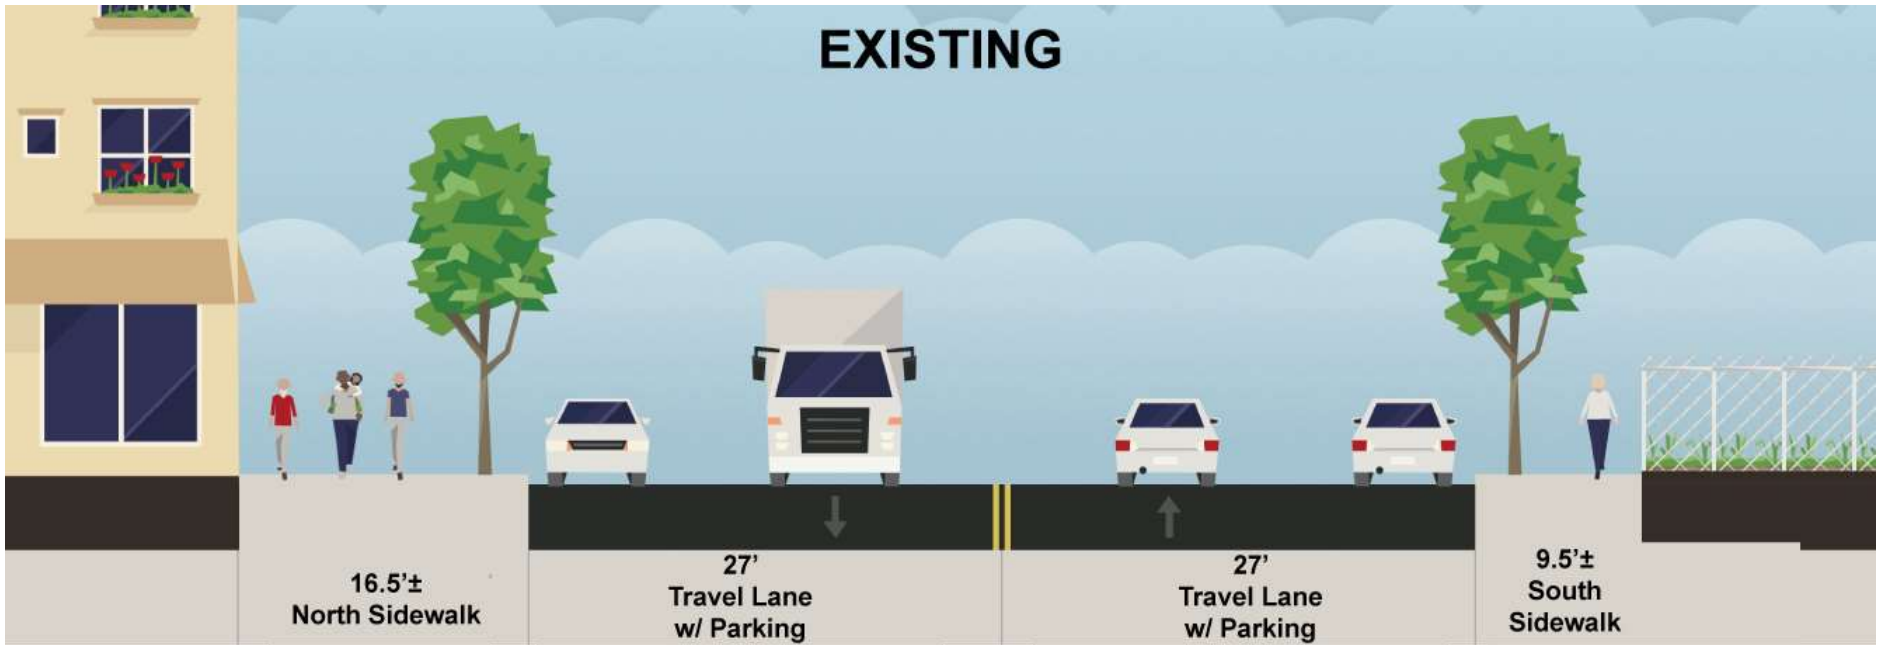 EXISTING
16.5’±
North Sidewalk
27’
Travel Lane
w/ Parking
27’
Travel Lane
w/ Parking
9.5’±
South
Sidewalk